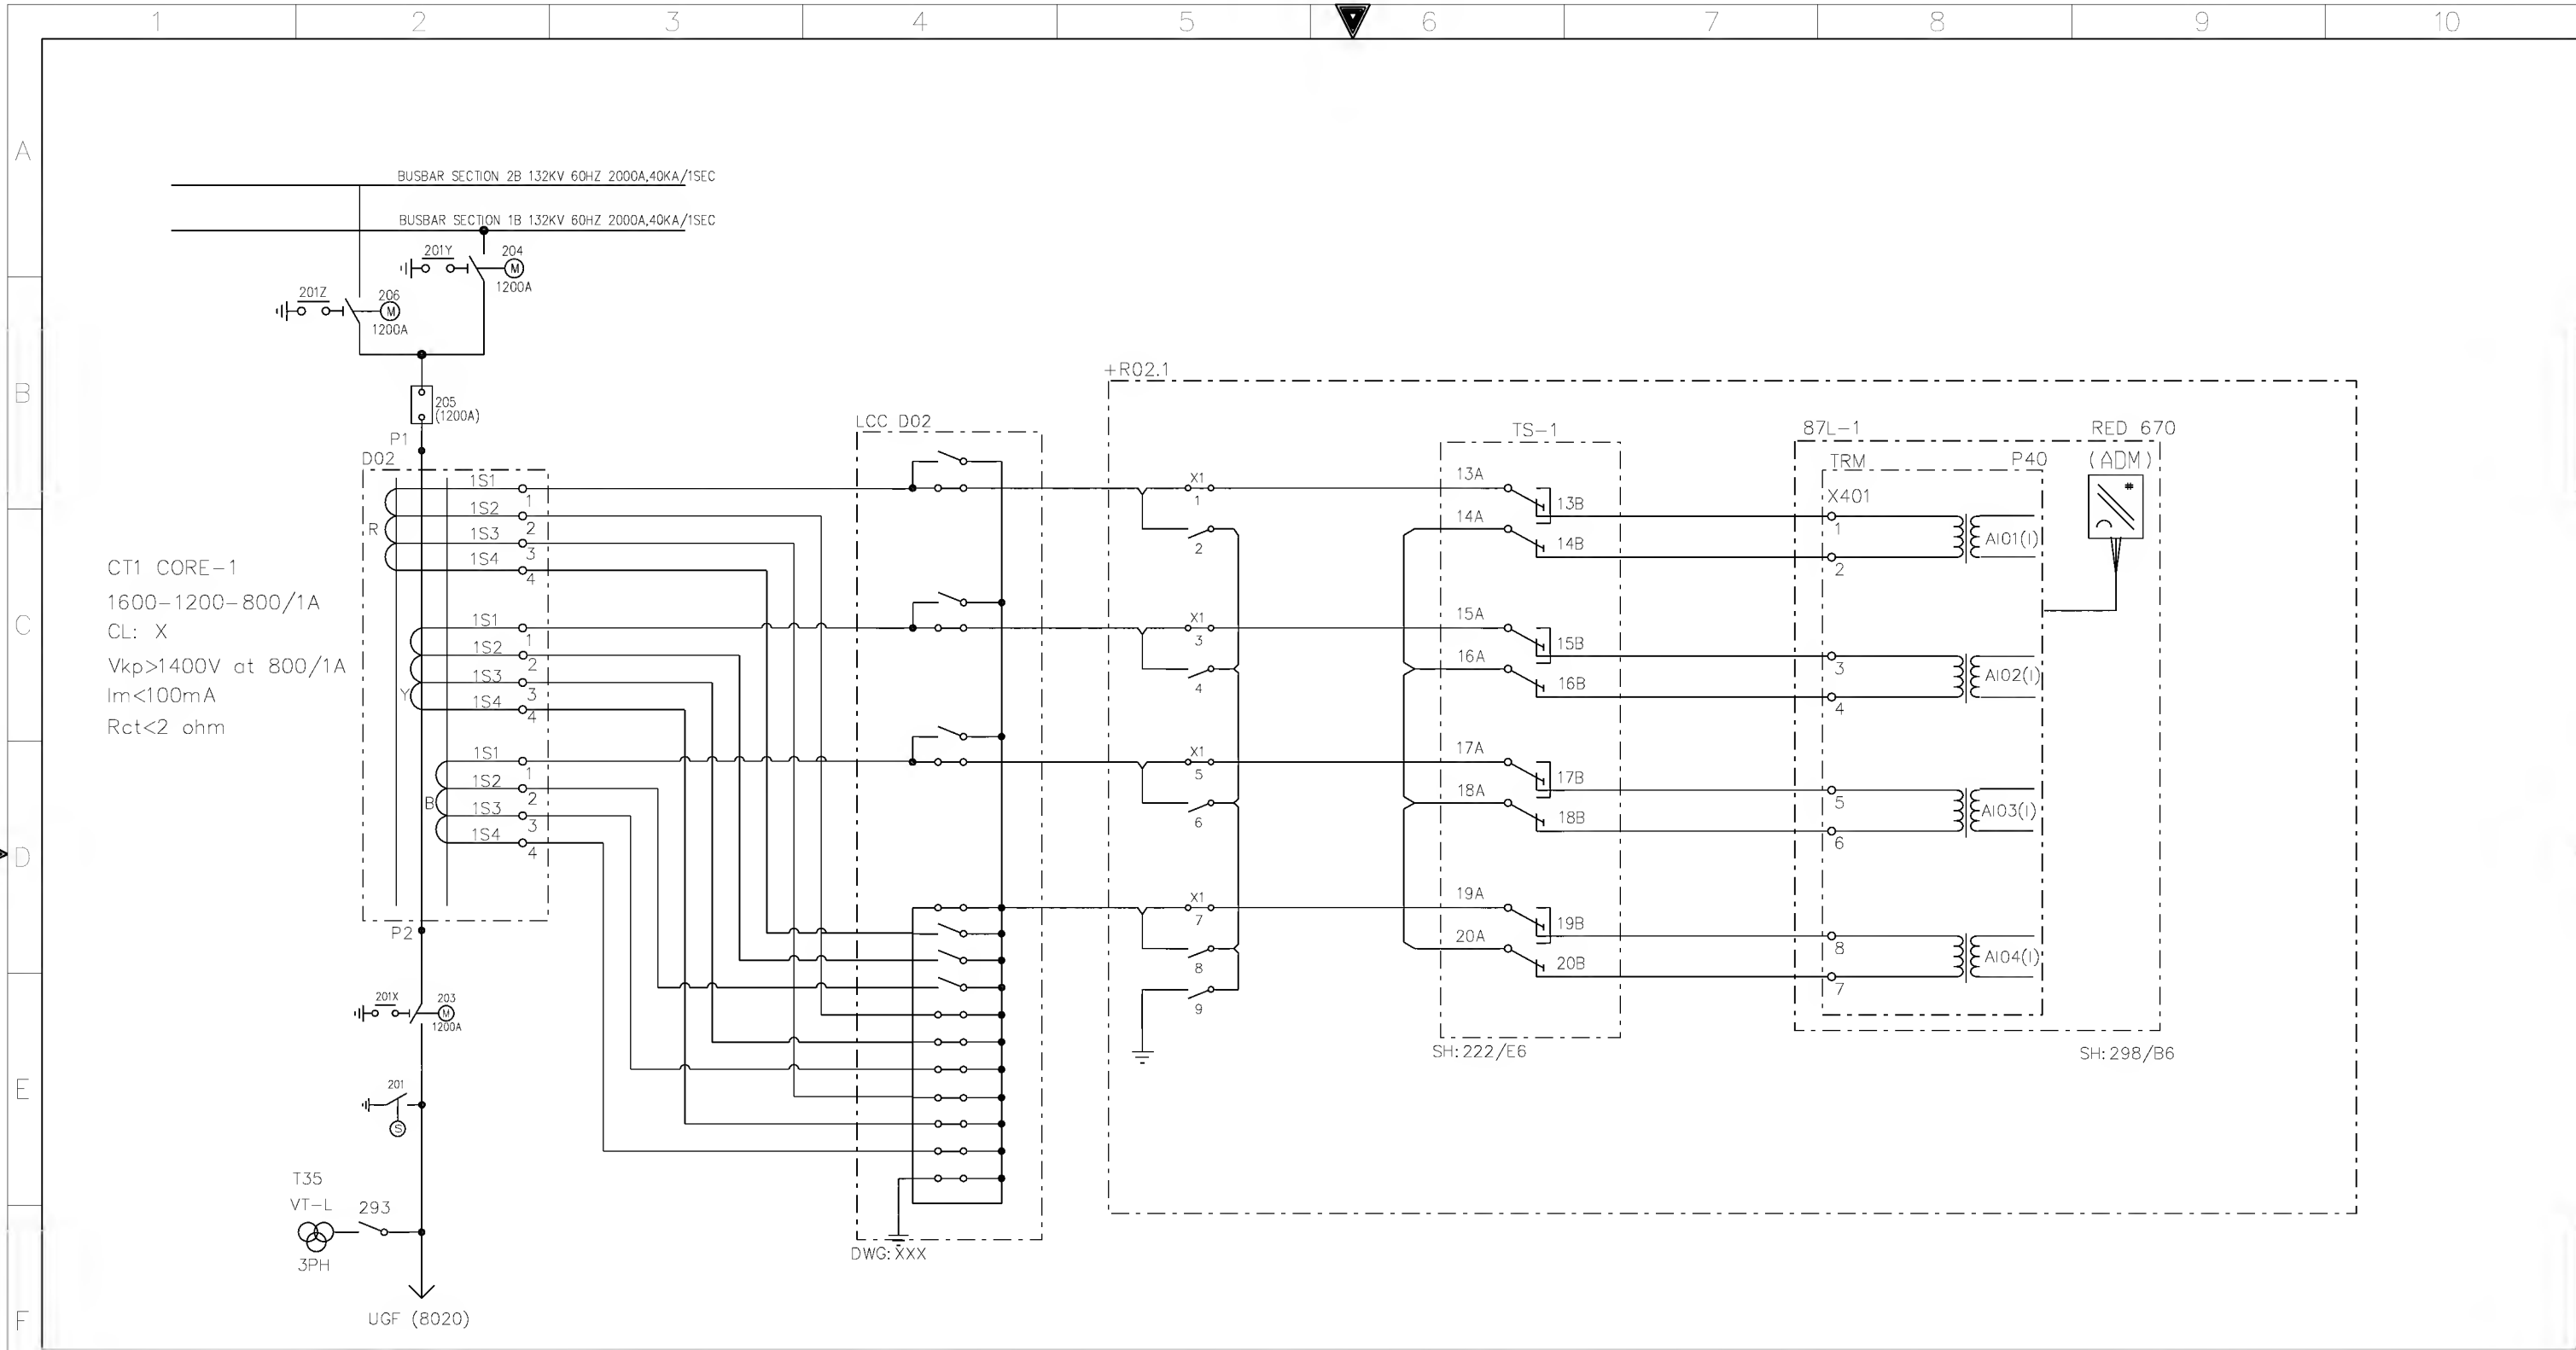 1 2 3 4 5 6 7 8 9 10
A
BUSBAR SECTION 2B 132KV 60HZ 2000A,40KA/1SEC
BUSBAR SECTION 1B 132KV 60HZ 2000A,40KA/1SEC
201Y 204
M
1200A
201Z 206
M
1200A
B
205
(1200A)
P1
D02
1S1 1
1S2 2
1S3 3
1S4 4
R
1S1 1
1S2 2
1S3 3
1S4 4
Y
1S1 1
1S2 2
1S3 3
1S4 4
B
P2
C
CT1 CORE-1
1600-1200-800/1A
CL: X
Vkp>1400V at 800/1A
Im<100mA
Rct<2 ohm
D
201X 203
M
1200A
E
201
S
T35
VT-L 293
3PH
F
UGF (8020)
LCC D02
DWG:XXX
+R02.1
X1
1
2
X1
3
4
X1
5
6
X1
7
8
9
TS-1
13A 13B
14A 14B
15A 15B
16A 16B
17A 17B
18A 18B
19A 19B
20A 20B
SH:222/E6
87L-1 RED 670
TRM P40 (ADM)
X401
#
1
AI01(I)
2
3
AI02(I)
4
5
AI03(I)
6
8
AI04(I)
7
SH:298/B6